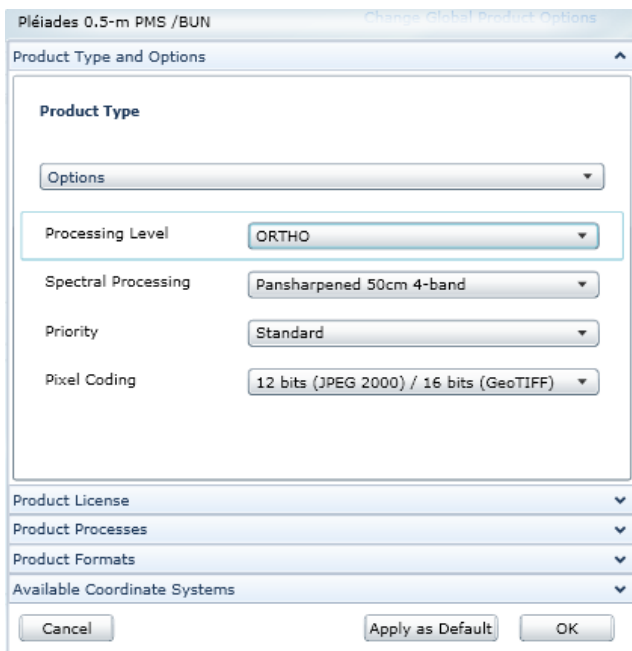 Pléiades 0.5-m PMS /BUN Change Global Product Options
Product Type and Options
Product Type
Options
Processing Level ORTHO
Spectral Processing Pansharpened 50cm 4-band
Priority Standard
Pixel Coding 12 bits (JPEG 2000) / 16 bits (GeoTIFF)
Product License
Product Processes
Product Formats
Available Coordinate Systems
Cancel Apply as Default OK